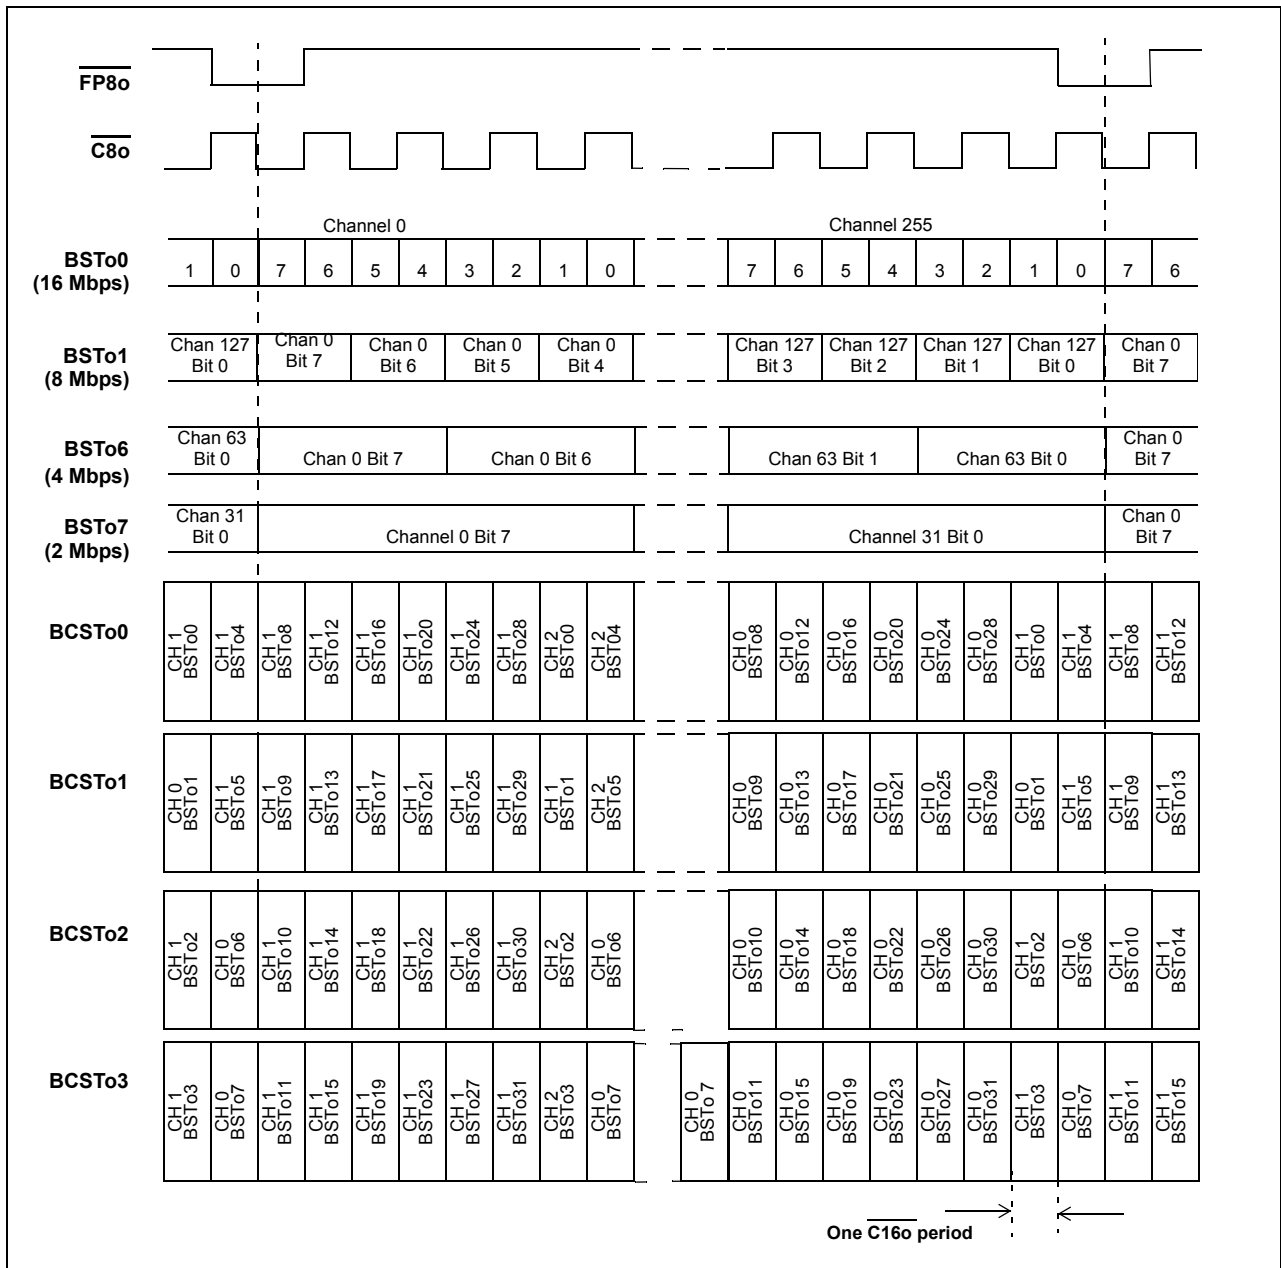 FP8o
C8o
Channel 0 Channel 255
BSTo0 1 0 7 6 5 4 3 2 1 0 7 6 5 4 3 2 1 0 7 6
(16 Mbps)
BSTo1 Chan 127 Chan 0 Chan 0 Chan 0 Chan 0 Chan 127 Chan 127 Chan 127 Chan 127 Chan 0
(8 Mbps) Bit 0 Bit 7 Bit 6 Bit 5 Bit 4 Bit 3 Bit 2 Bit 1 Bit 0 Bit 7
BSTo6 Chan 63 Chan 0
(4 Mbps) Bit 0 Chan 0 Bit 7 Chan 0 Bit 6 Chan 63 Bit 1 Chan 63 Bit 0 Bit 7
BSTo7 Chan 31 Chan 0
(2 Mbps) Bit 0 Channel 0 Bit 7 Channel 31 Bit 0 Bit 7
BCSTo0
CH 1 BSTo0
CH 1 BSTo4
CH 1 BSTo8
CH 1 BSTo12
CH 1 BSTo16
CH 1 BSTo20
CH 1 BSTo24
CH 1 BSTo28
CH 2 BSTo0
CH 2 BST04
CH 0 BSTo8
CH 0 BSTo12
CH 0 BSTo16
CH 0 BSTo20
CH 0 BSTo24
CH 0 BSTo28
CH 1 BSTo0
CH 1 BSTo4
CH 1 BSTo8
CH 1 BSTo12
BCSTo1
CH 0 BSTo1
CH 1 BSTo5
CH 1 BSTo9
CH 1 BSTo13
CH 1 BSTo17
CH 1 BSTo21
CH 1 BSTo25
CH 1 BSTo29
CH 1 BSTo1
CH 2 BSTo5
CH 0 BSTo9
CH 0 BSTo13
CH 0 BSTo17
CH 0 BSTo21
CH 0 BSTo25
CH 0 BSTo29
CH 0 BSTo1
CH 1 BSTo5
CH 1 BSTo9
CH 1 BSTo13
BCSTo2
CH 1 BSTo2
CH 0 BSTo6
CH 1 BSTo10
CH 1 BSTo14
CH 1 BSTo18
CH 1 BSTo22
CH 1 BSTo26
CH 1 BSTo30
CH 2 BSTo2
CH 0 BSTo6
CH 0 BSTo10
CH 0 BSTo14
CH 0 BSTo18
CH 0 BSTo22
CH 0 BSTo26
CH 0 BSTo30
CH 1 BSTo2
CH 0 BSTo6
CH 1 BSTo10
CH 1 BSTo14
BCSTo3
CH 1 BSTo3
CH 0 BSTo7
CH 1 BSTo11
CH 1 BSTo15
CH 1 BSTo19
CH 1 BSTo23
CH 1 BSTo27
CH 1 BSTo31
CH 2 BSTo3
CH 0 BSTo7
CH 0 BSTo 7
CH 0 BSTo11
CH 0 BSTo15
CH 0 BSTo19
CH 0 BSTo23
CH 0 BSTo27
CH 0 BSTo31
CH 1 BSTo3
CH 0 BSTo7
CH 1 BSTo11
CH 1 BSTo15
One C16o period